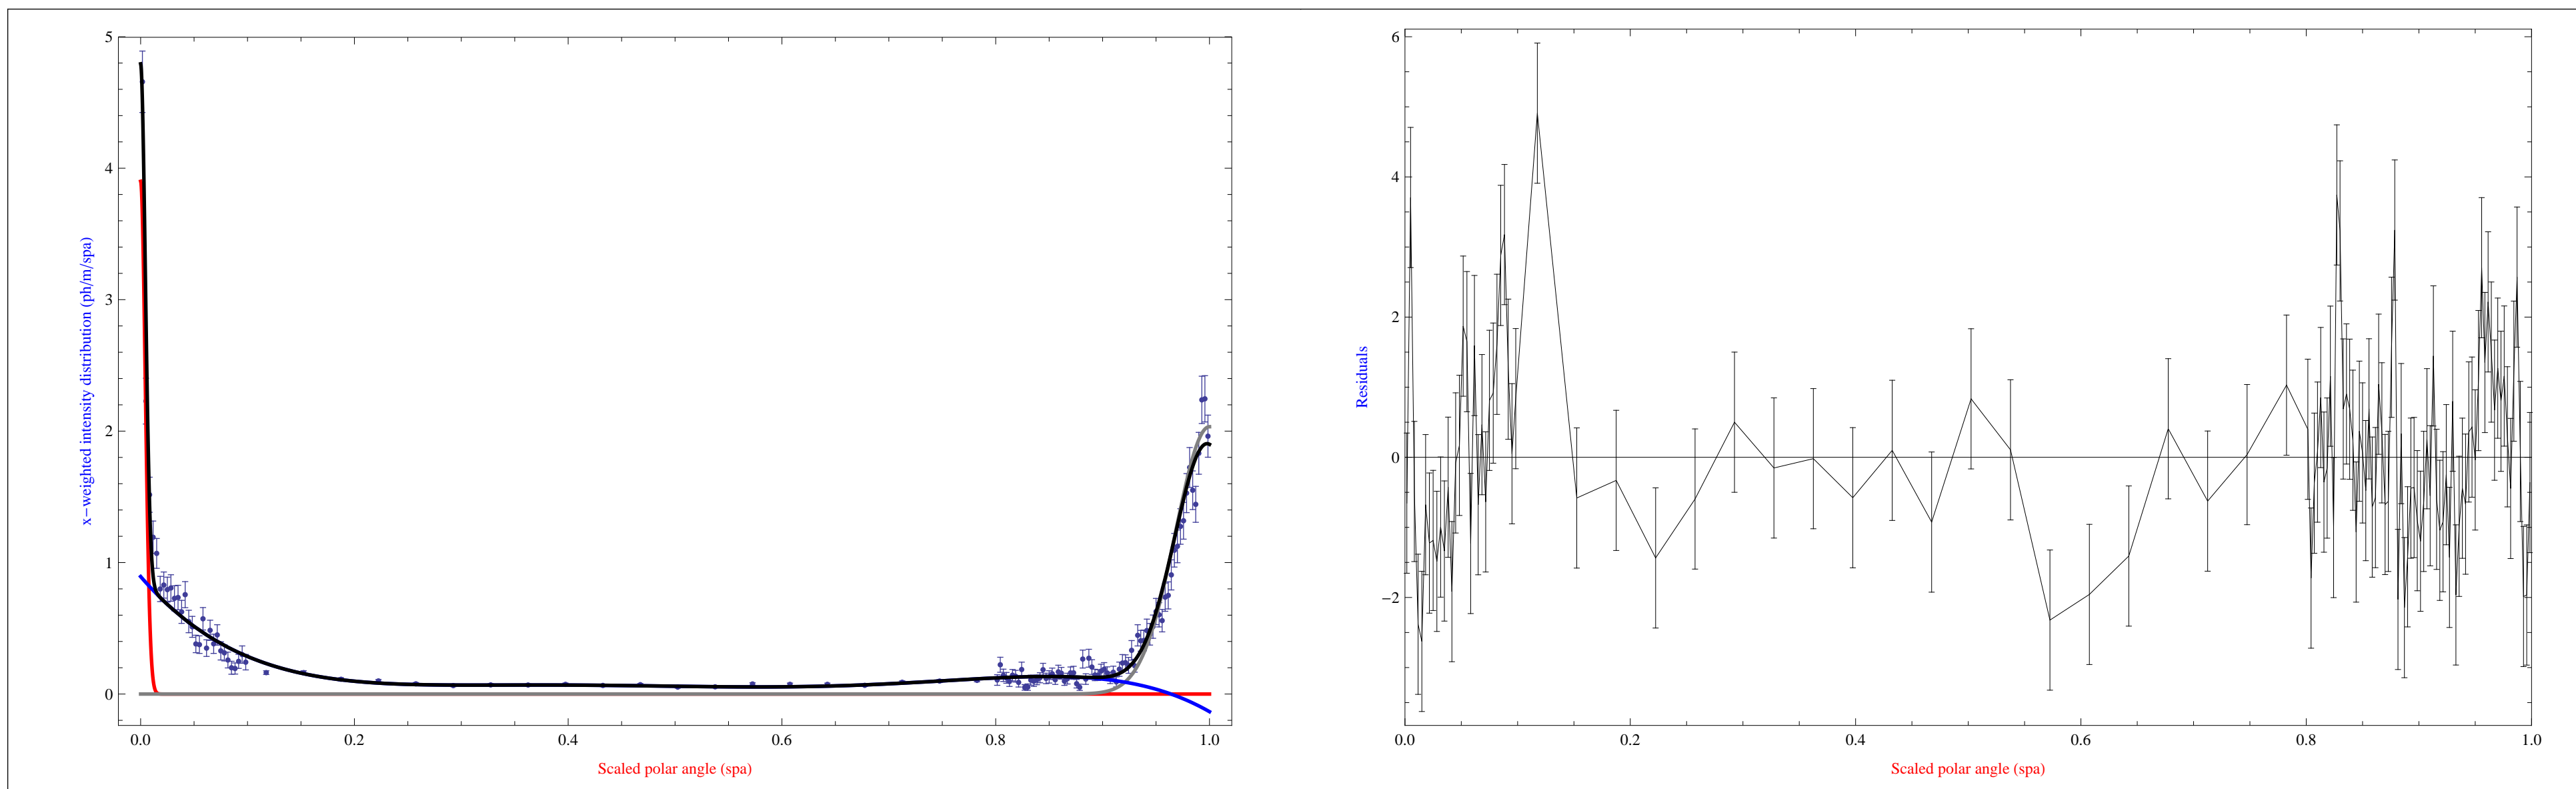 5
4
3
2
1
0
x−weighted intensity distribution (ph/m/spa)
0.0 0.2 0.4 0.6 0.8 1.0
Scaled polar angle (spa)
6
4
2
0
−2
Residuals
0.0 0.2 0.4 0.6 0.8 1.0
Scaled polar angle (spa)